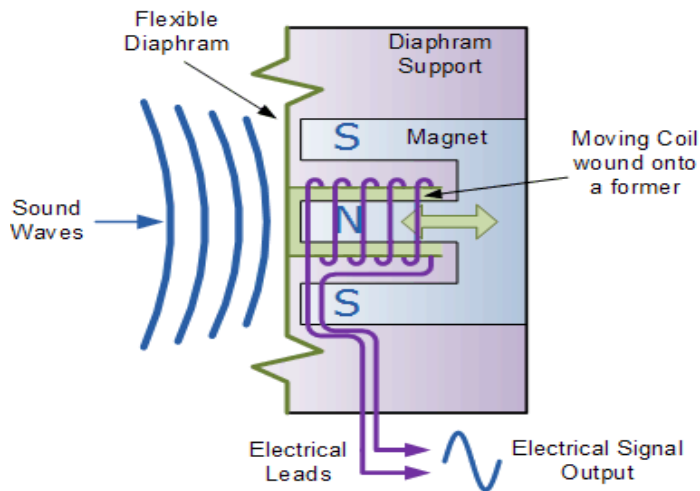 Flexible
Diaphram
Diaphram
Support
S
Magnet
Moving Coil
wound onto
a former
Sound
Waves
N
S
Electrical
Leads
Electrical Signal
Output